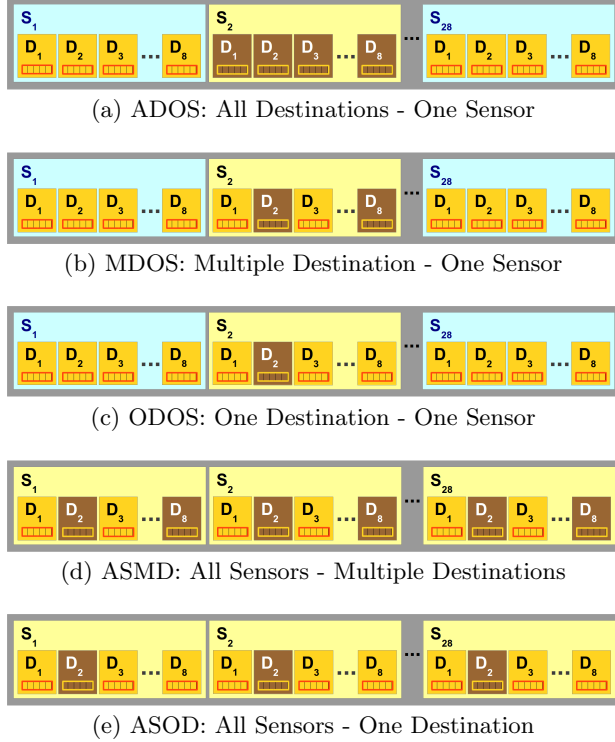 S1 S2 ... S28
D1 D2 D3 ... D8 D1 D2 D3 ... D8 D1 D2 D3 ... D8
(a) ADOS: All Destinations - One Sensor
S1 S2 ... S28
D1 D2 D3 ... D8 D1 D2 D3 ... D8 D1 D2 D3 ... D8
(b) MDOS: Multiple Destination - One Sensor
S1 S2 ... S28
D1 D2 D3 ... D8 D1 D2 D3 ... D8 D1 D2 D3 ... D8
(c) ODOS: One Destination - One Sensor
S1 S2 ... S28
D1 D2 D3 ... D8 D1 D2 D3 ... D8 D1 D2 D3 ... D8
(d) ASMD: All Sensors - Multiple Destinations
S1 S2 ... S28
D1 D2 D3 ... D8 D1 D2 D3 ... D8 D1 D2 D3 ... D8
(e) ASOD: All Sensors - One Destination